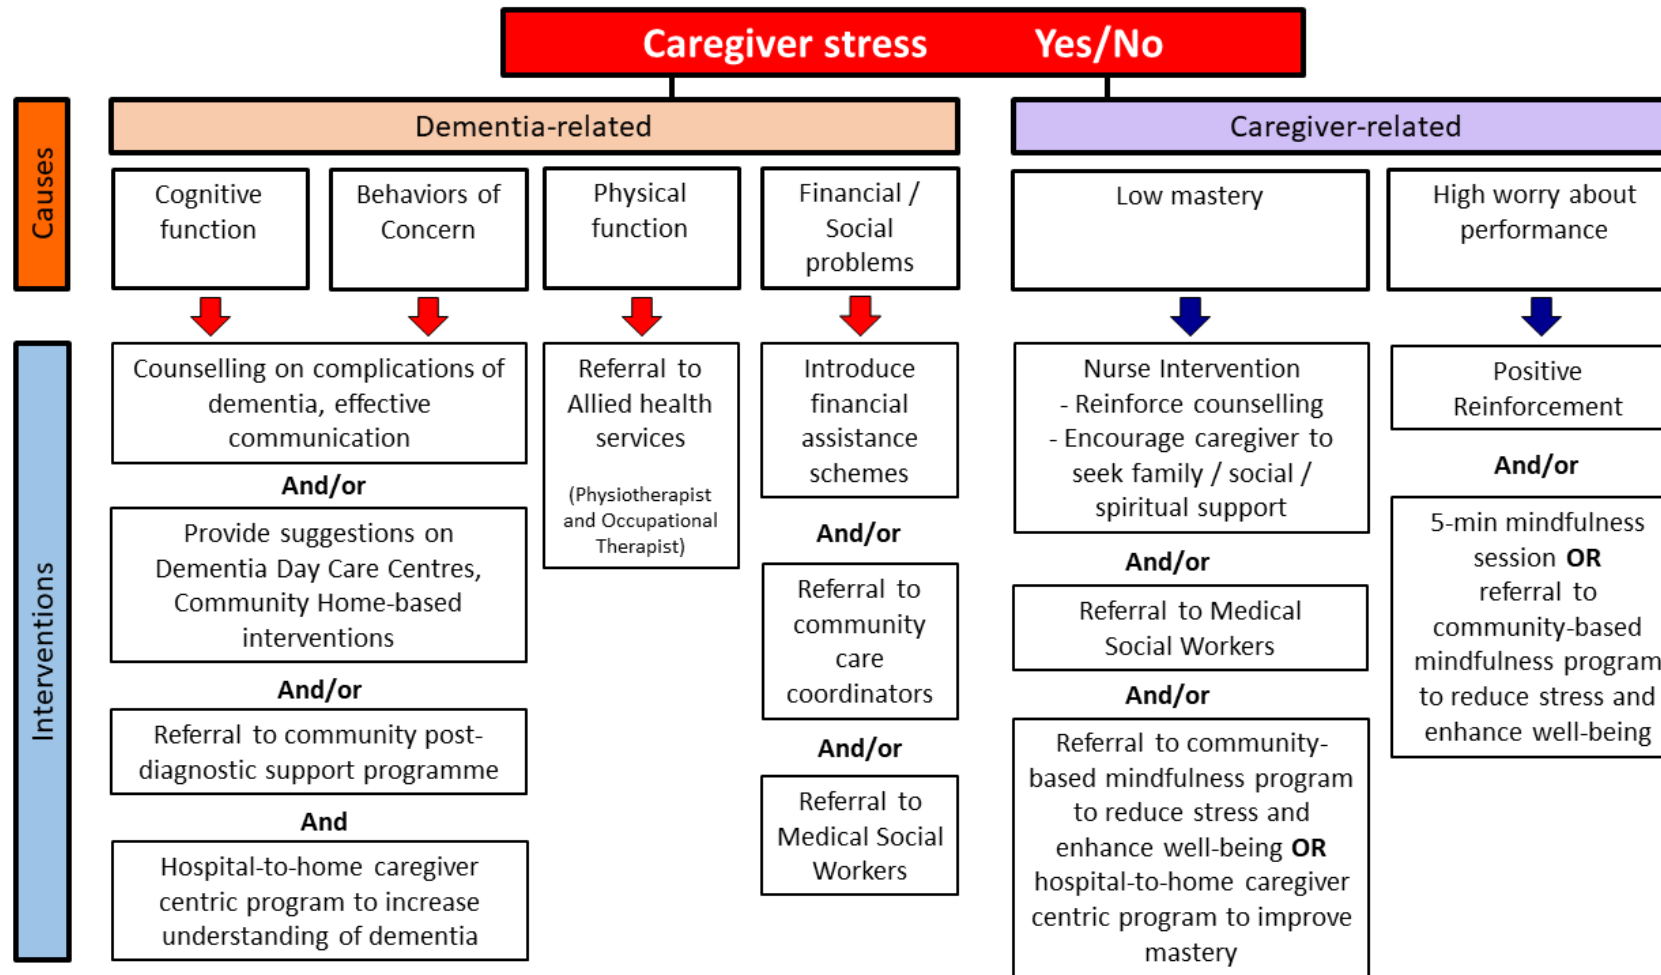 Caregiver stress Yes/No
Causes
Dementia-related
Caregiver-related
Cognitive
function
Behaviors of
Concern
Physical
function
Financial /
Social
problems
Low mastery
High worry about
performance
Interventions
Counselling on complications of
dementia, effective
communication
And/or
Provide suggestions on
Dementia Day Care Centres,
Community Home-based
interventions
And/or
Referral to community post-
diagnostic support programme
And
Hospital-to-home caregiver
centric program to increase
understanding of dementia
Referral to
Allied health
services
(Physiotherapist
and Occupational
Therapist)
Introduce
financial
assistance
schemes
And/or
Referral to
community
care
coordinators
And/or
Referral to
Medical Social
Workers
Nurse Intervention
- Reinforce counselling
- Encourage caregiver to
seek family / social /
spiritual support
And/or
Referral to Medical
Social Workers
And/or
Referral to community-
based mindfulness program
to reduce stress and
enhance well-being OR
hospital-to-home caregiver
centric program to improve
mastery
Positive
Reinforcement
And/or
5-min mindfulness
session OR
referral to
community-based
mindfulness program
to reduce stress and
enhance well-being